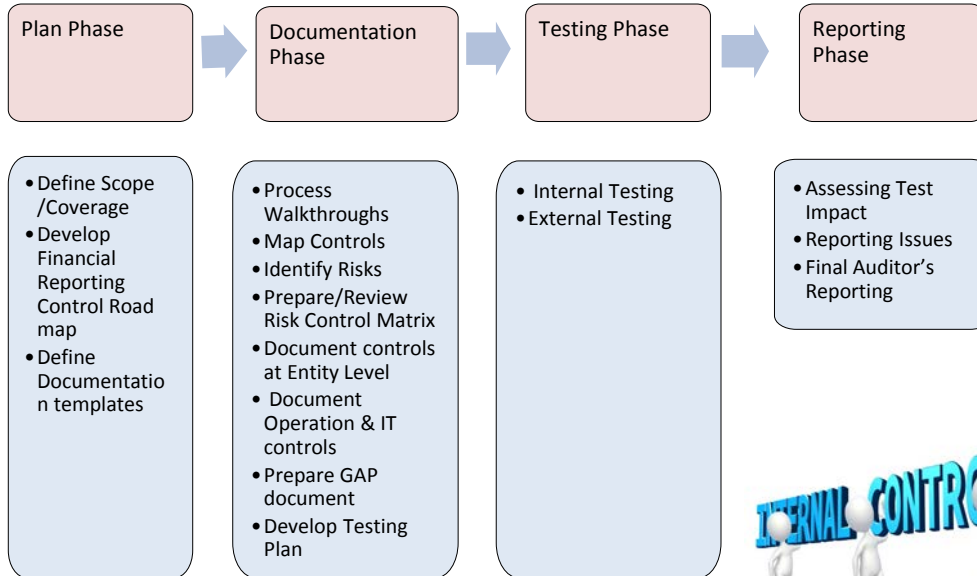 Plan Phase
Documentation
Phase
Testing Phase
Reporting
Phase
• Define Scope
/Coverage
• Develop
Financial
Reporting
Control Road
map
• Define
Documentatio
n templates
• Process
Walkthroughs
• Map Controls
• Identify Risks
• Prepare/Review
Risk Control Matrix
• Document controls
at Entity Level
• Document
Operation & IT
controls
• Prepare GAP
document
• Develop Testing
Plan
• Internal Testing
• External Testing
• Assessing Test
Impact
• Reporting Issues
• Final Auditor’s
Reporting
INTERNAL CONTRO